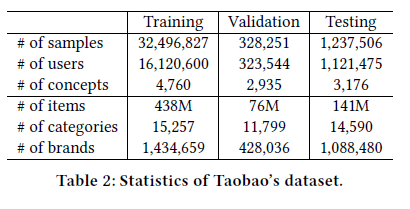 Training Validation Testing
# of samples 32,496,827 328,251 1,237,506
# of users 16,120,600 323,544 1,121,475
# of concepts 4,760 2,935 3,176
# of items 438M 76M 141M
# of categories 15,257 11,799 14,590
# of brands 1,434,659 428,036 1,088,480
Table 2: Statistics of Taobao's dataset.